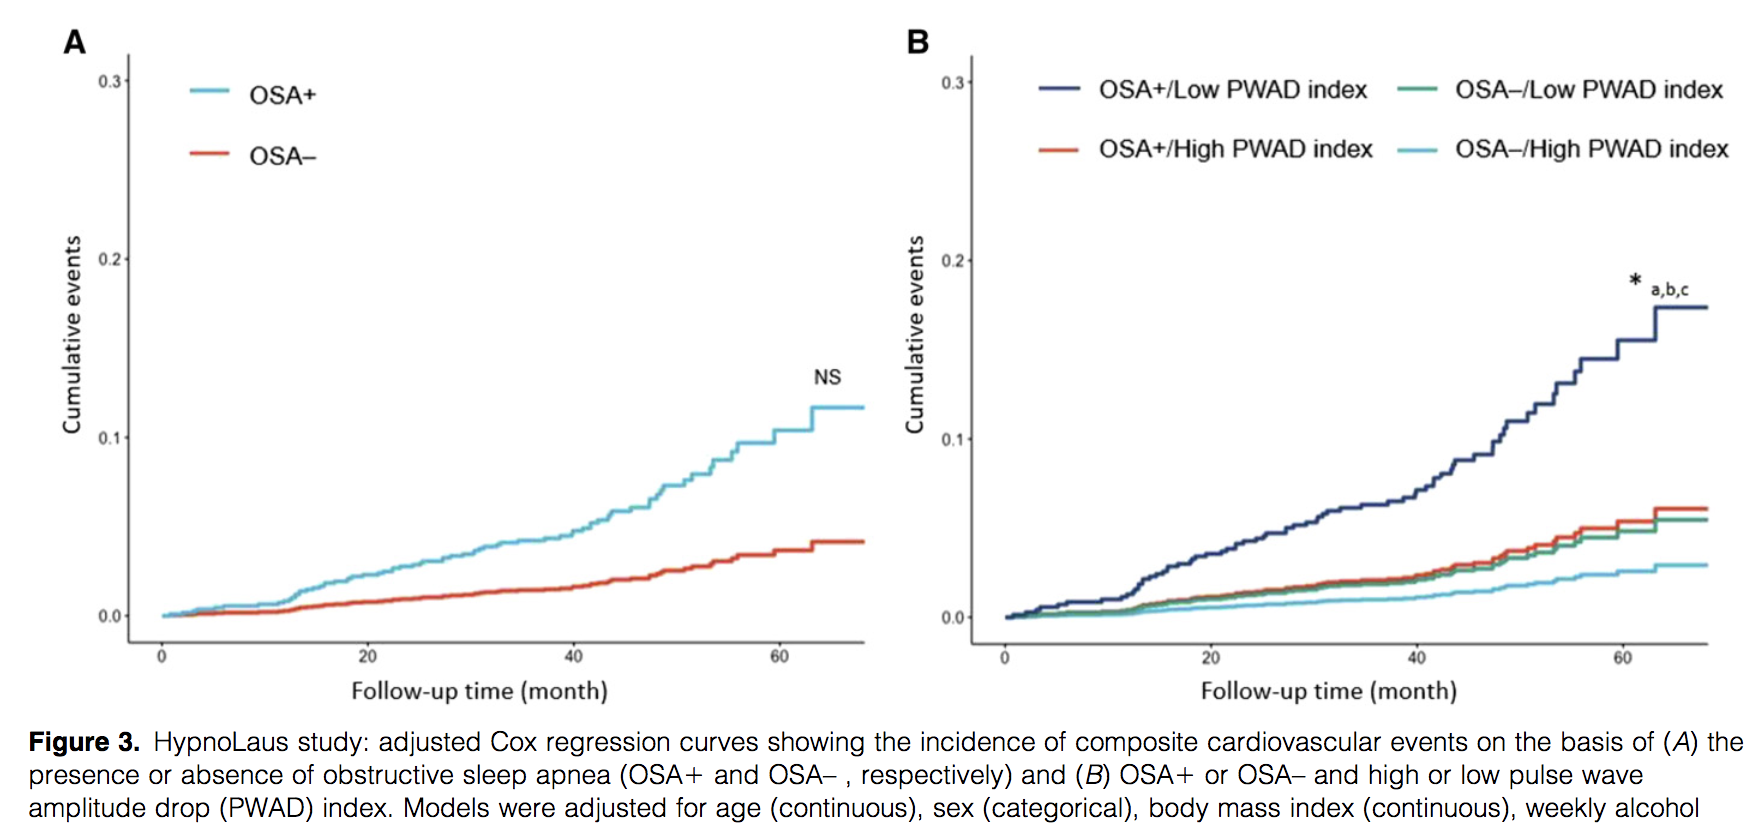 A
0.3
OSA+
OSA–
0.2
Cumulative events
NS
0.1
0.0
0 20 40 60
Follow-up time (month)
B
0.3
OSA+/Low PWAD index OSA–/Low PWAD index
OSA+/High PWAD index OSA–/High PWAD index
0.2
Cumulative events
* a,b,c
0.1
0.0
0 20 40 60
Follow-up time (month)
Figure 3. HypnoLaus study: adjusted Cox regression curves showing the incidence of composite cardiovascular events on the basis of (A) the
presence or absence of obstructive sleep apnea (OSA+ and OSA– , respectively) and (B) OSA+ or OSA– and high or low pulse wave
amplitude drop (PWAD) index. Models were adjusted for age (continuous), sex (categorical), body mass index (continuous), weekly alcohol